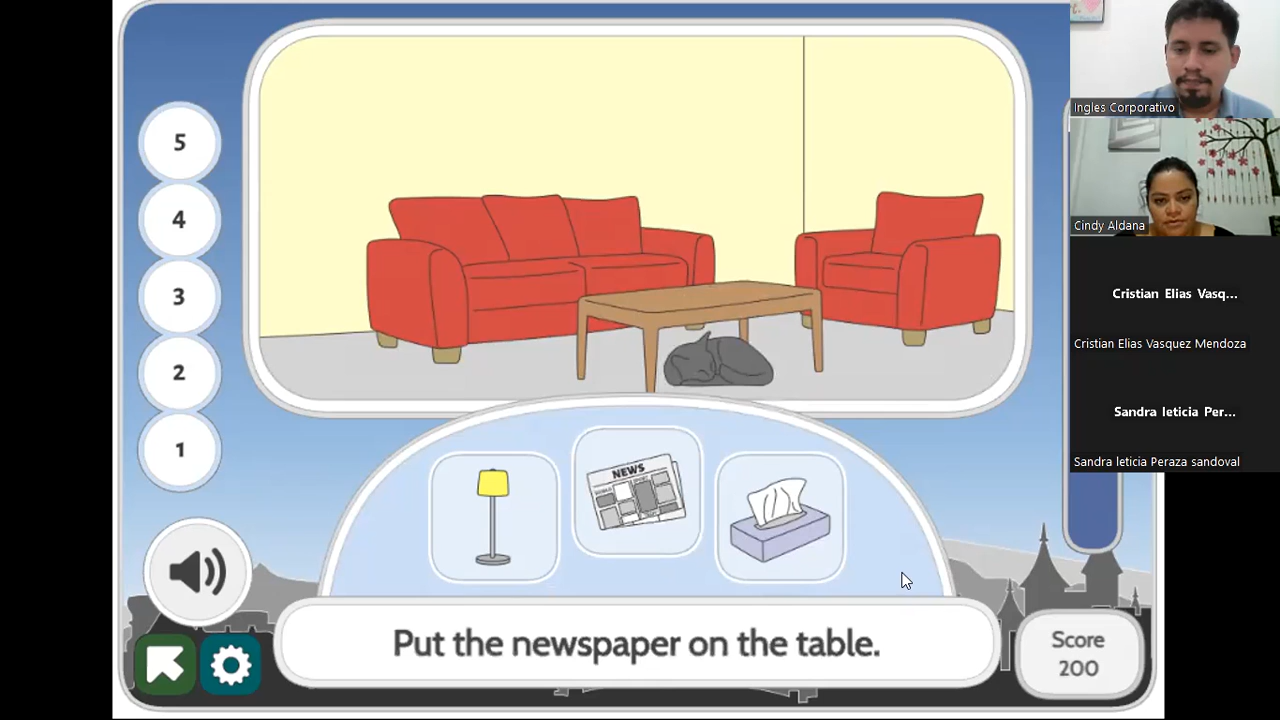 5
4
3
2
1
NEWS
Put the newspaper on the table.
Score
200
Ingles Corporativo
Cindy Aldana
Cristian Elias Vasq...
Cristian Elias Vasquez Mendoza
Sandra leticia Per...
Sandra leticia Peraza sandoval